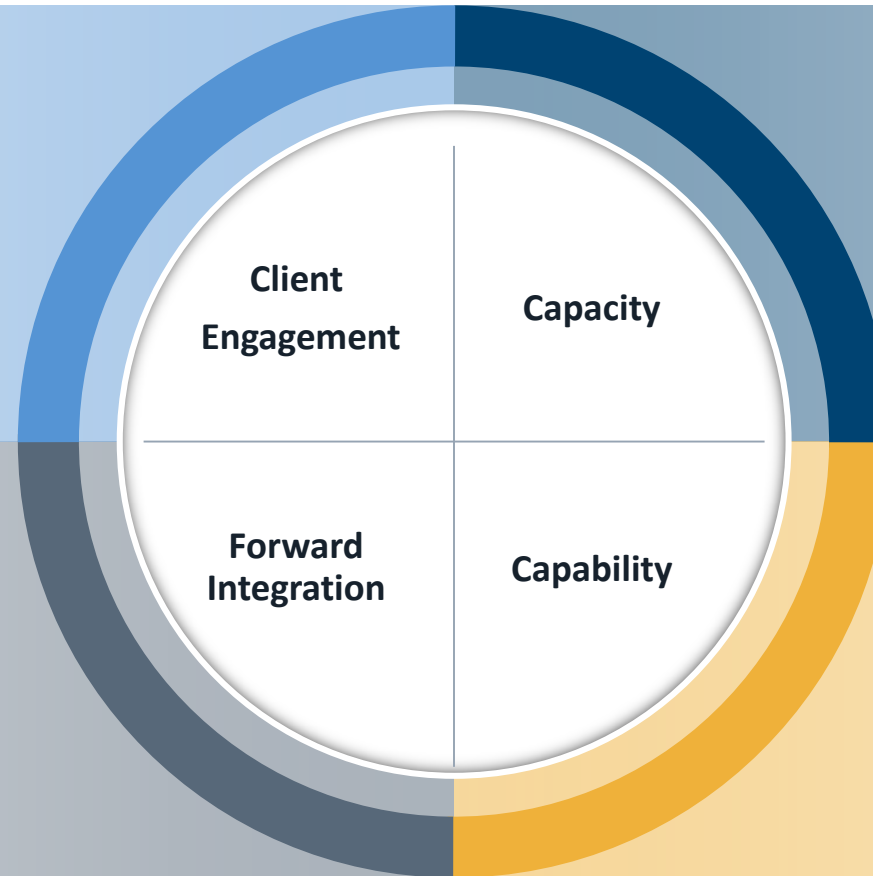 Client
Engagement
Capacity
Forward
Integration
Capability